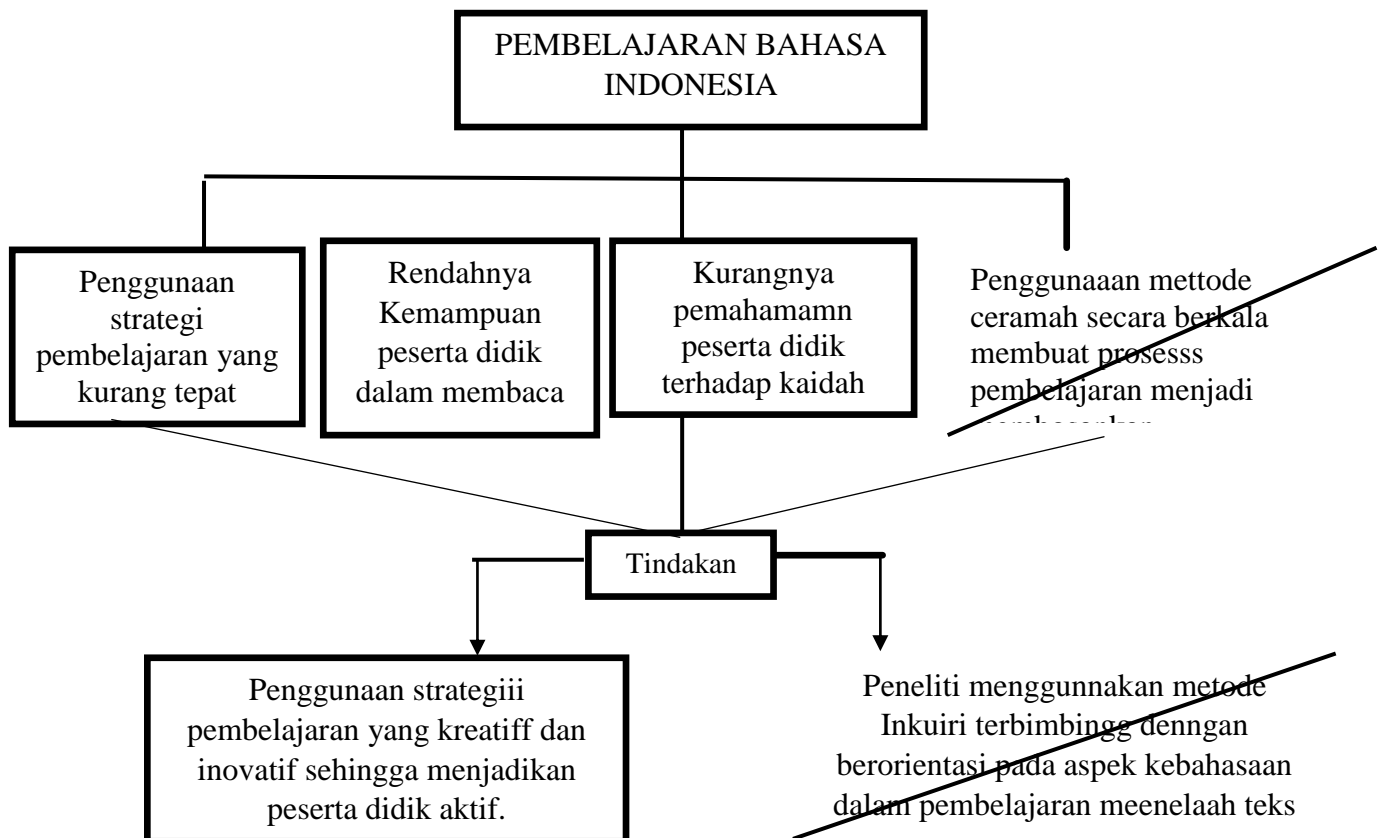 PEMBELAJARAN BAHASA
INDONESIA
Penggunaan
strategi
pembelajaran yang
kurang tepat
Rendahnya
Kemampuan
peserta didik
dalam membaca
Kurangnya
pemahamamn
peserta didik
terhadap kaidah
Penggunaaan mettode
ceramah secara berkala
membuat prosesss
pembelajaran menjadi
Tindakan
Penggunaan strategiii
pembelajaran yang kreatiff dan
inovatif sehingga menjadikan
peserta didik aktif.
Peneliti menggunnakan metode
Inkuiri terbimbingg denngan
berorientasi pada aspek kebahasaan
dalam pembelajaran meenelaah teks